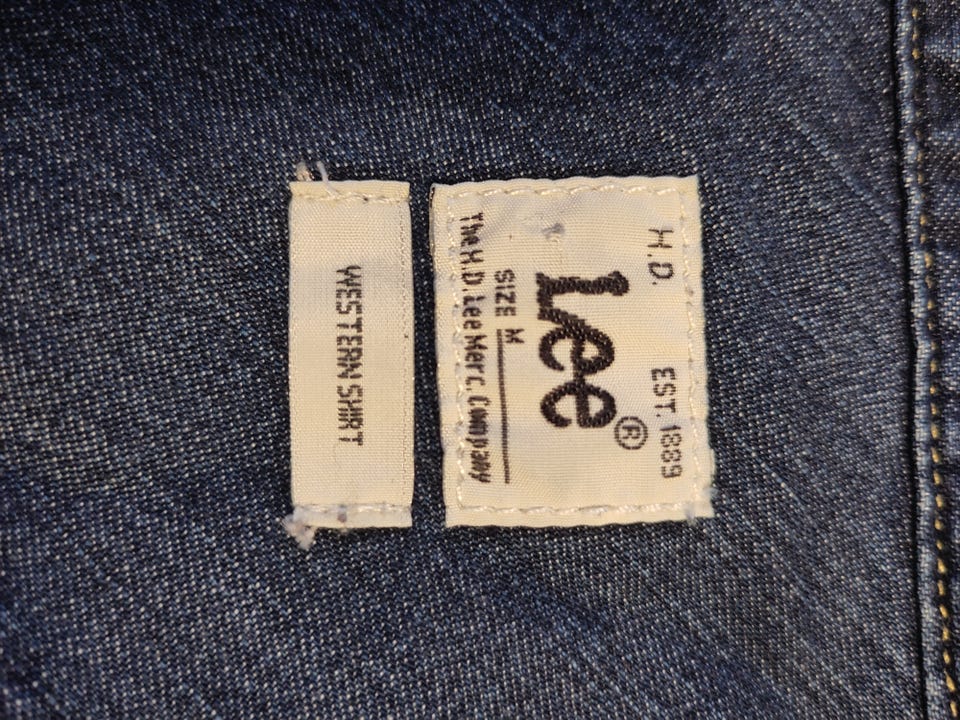 H.D. EST. 1889
Lee®
SIZE M
The H.D. Lee Merc. Company
WESTERN SHIRT